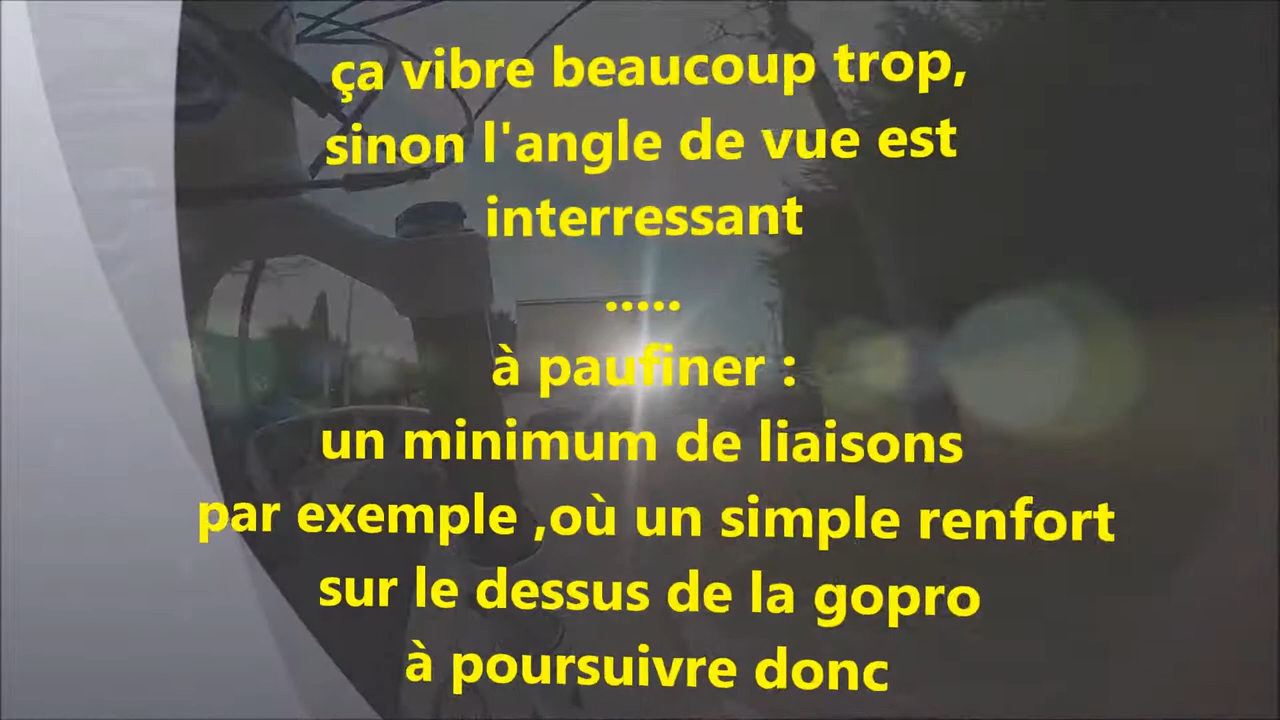 ça vibre beaucoup trop,
sinon l'angle de vue est
interressant
.....
à paufiner :
un minimum de liaisons
par exemple ,où un simple renfort
sur le dessus de la gopro
à poursuivre donc